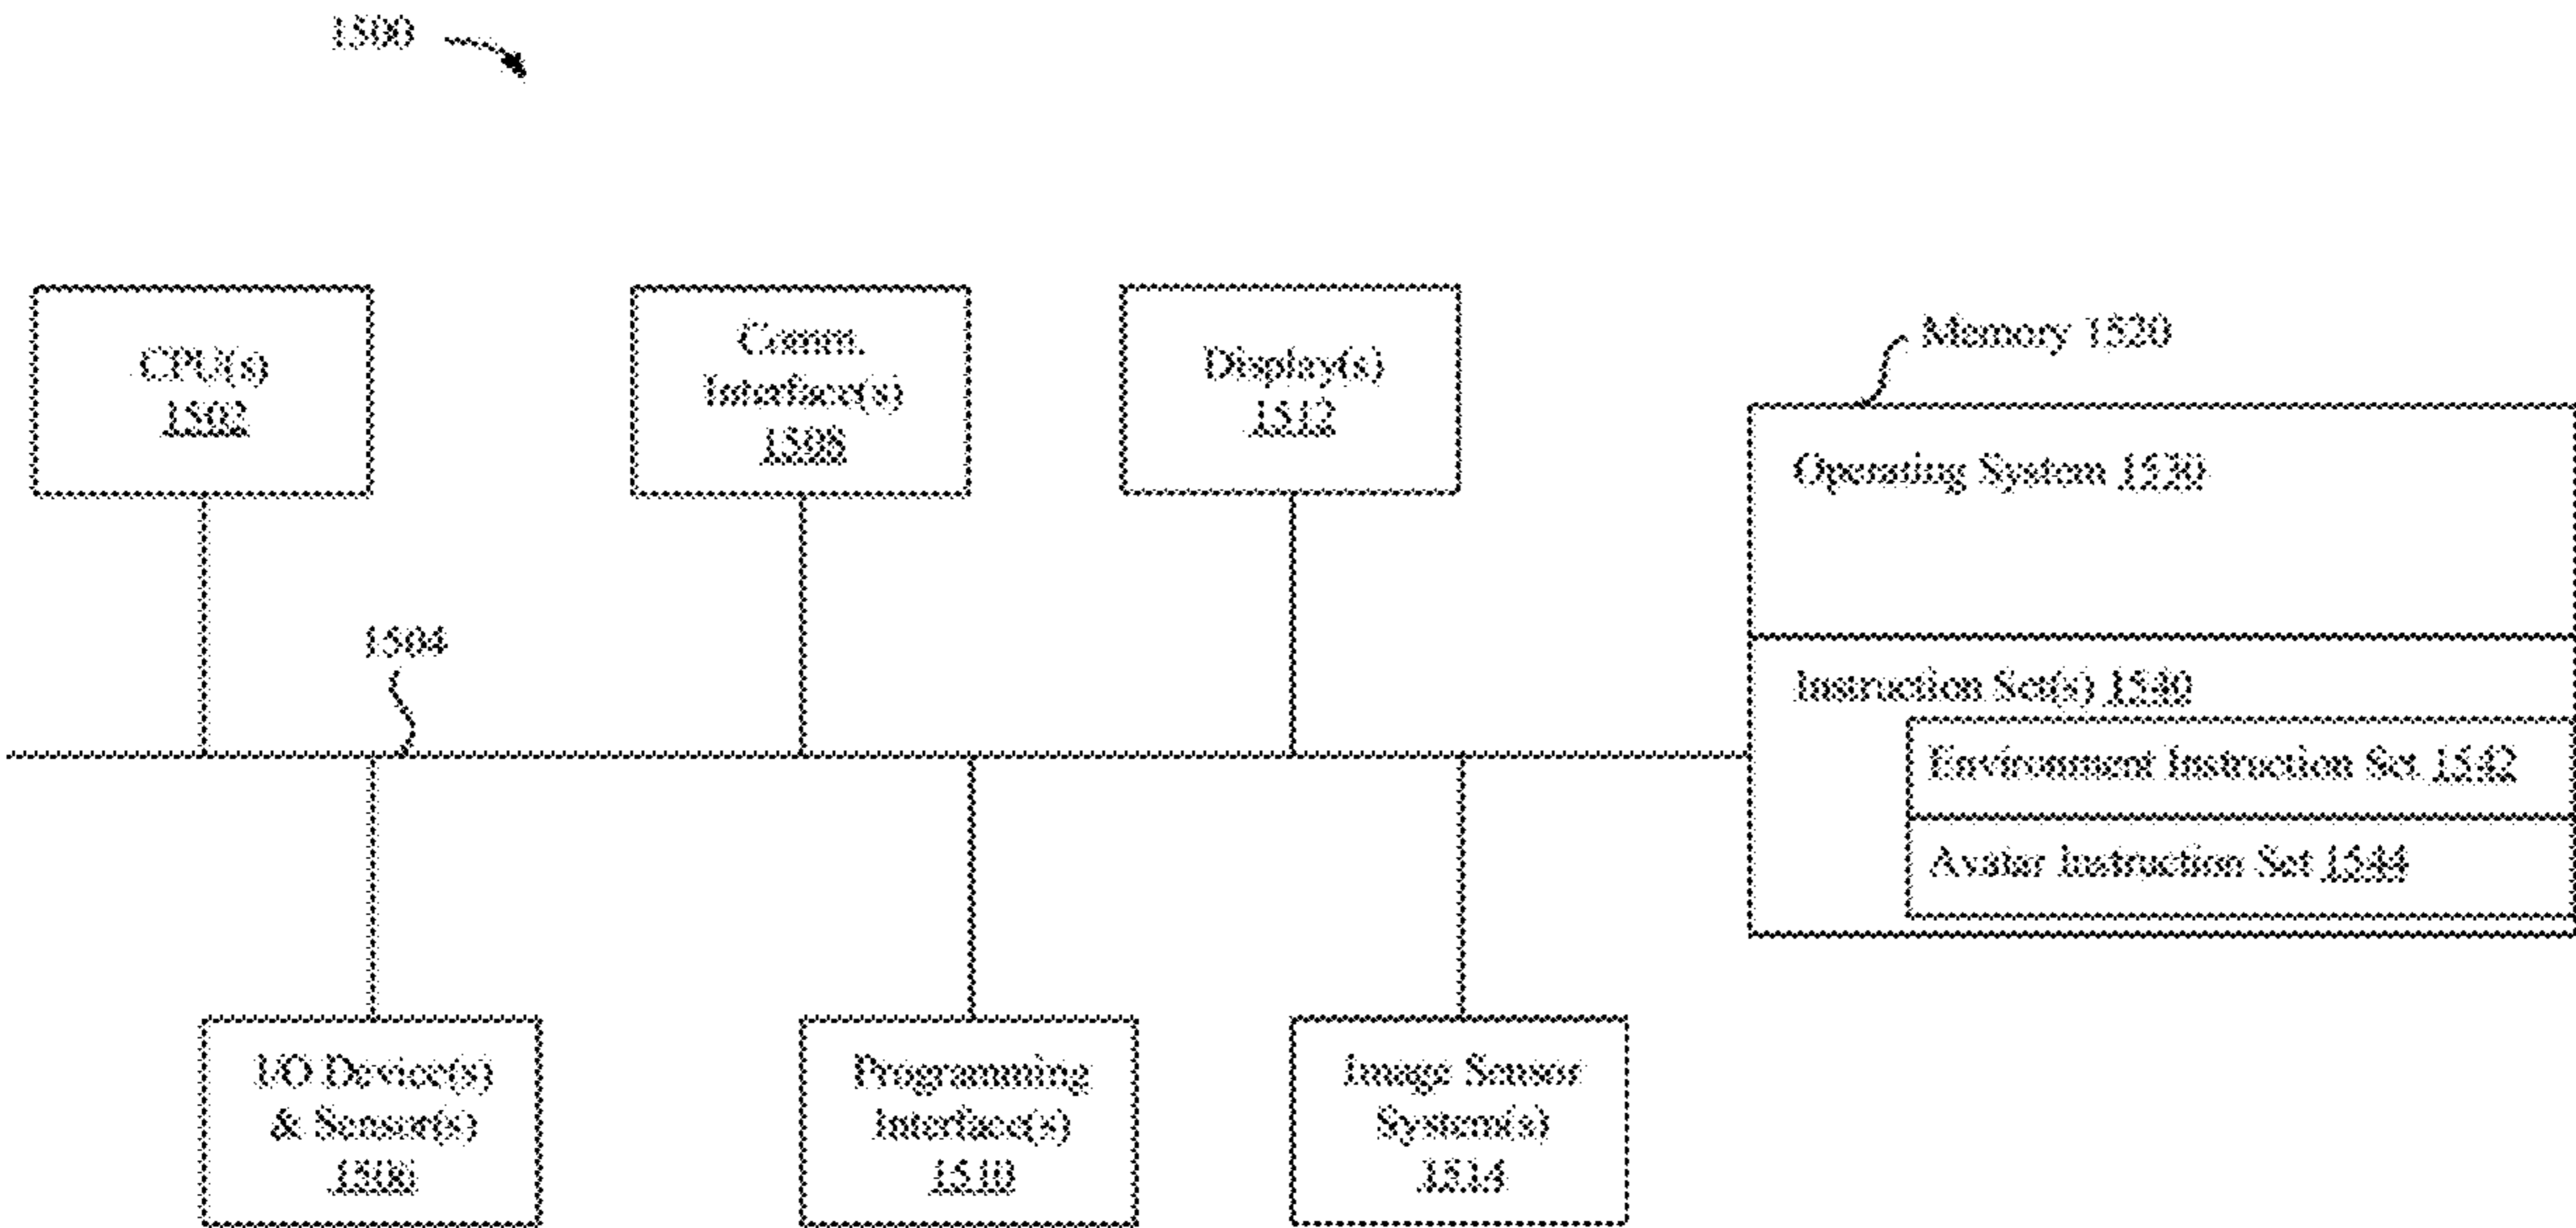 1500
CPU(s)
1502
Comm.
Interface(s)
1508
Display(s)
1512
Memory 1520
Operating System 1530
Instruction Set(s) 1540
Environment Instruction Set 1542
Avatar Instruction Set 1544
1504
I/O Device(s)
& Sensor(s)
1506
Programming
Interface(s)
1510
Image Sensor
System(s)
1514